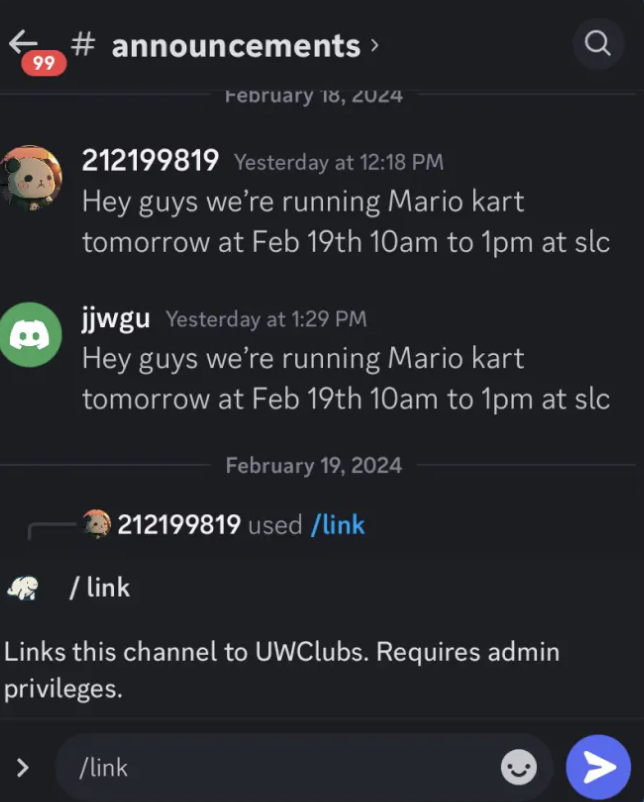 99
# announcements >
February 18, 2024
212199819 Yesterday at 12:18 PM
Hey guys we’re running Mario kart
tomorrow at Feb 19th 10am to 1pm at slc
jjwgu Yesterday at 1:29 PM
Hey guys we’re running Mario kart
tomorrow at Feb 19th 10am to 1pm at slc
February 19, 2024
212199819 used /link
/ link
Links this channel to UWClubs. Requires admin
privileges.
/link